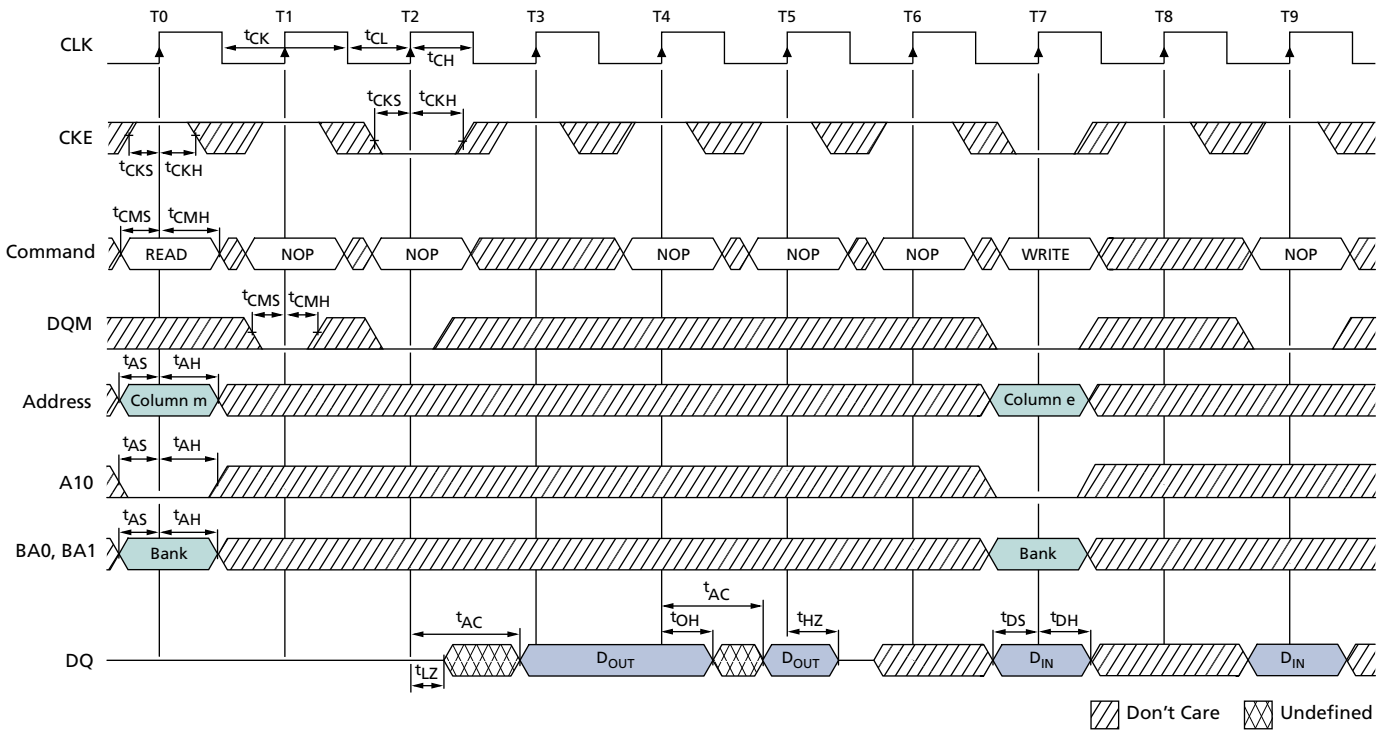 T0 T1 T2 T3 T4 T5 T6 T7 T8 T9
CLK tCK tCL tCH
tCKS tCKH
CKE
tCKS tCKH
tCMS tCMH
Command READ NOP NOP NOP NOP NOP WRITE NOP
tCMS tCMH
DQM
tAS tAH
Address Column m Column e
tAS tAH
A10
tAS tAH
BA0, BA1 Bank Bank
tAC tAC
tOH tHZ tDS tDH
DQ DOUT DOUT DIN DIN
tLZ
Don't Care Undefined